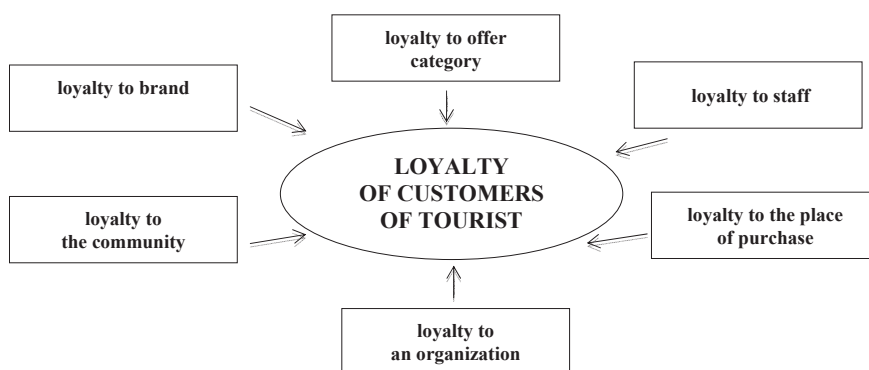 loyalty to offer
category
loyalty to brand
loyalty to staff
LOYALTY
OF CUSTOMERS
OF TOURIST
loyalty to
the community
loyalty to the place
of purchase
loyalty to
an organization